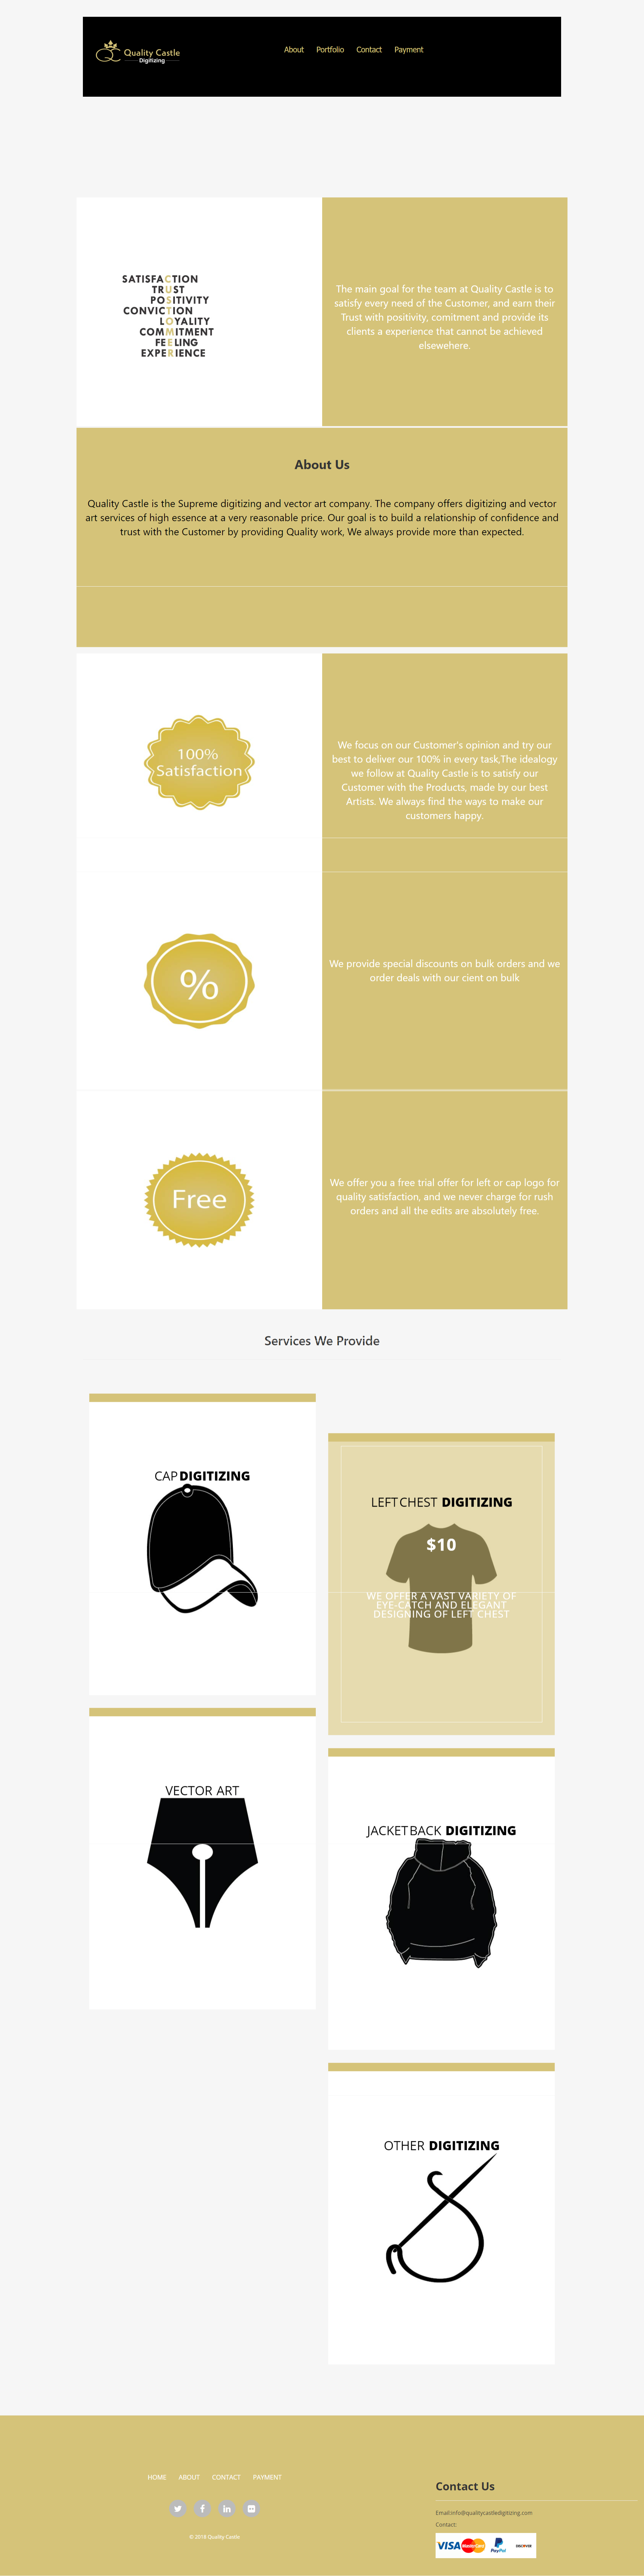 Quality Castle
Digitizing
About
Portfolio
Contact
Payment
SATISFACTION
TRUST
POSITIVITY
CONVICTION
LOYALITY
COMMITMENT
FEELING
EXPERIENCE
The main goal for the team at Quality Castle is to
satisfy every need of the Customer, and earn their
Trust with positivity, comitment and provide its
clients a experience that cannot be achieved
elsewehere.
About Us
Quality Castle is the Supreme digitizing and vector art company. The company offers digitizing and vector
art services of high essence at a very reasonable price. Our goal is to build a relationship of confidence and
trust with the Customer by providing Quality work, We always provide more than expected.
100%
Satisfaction
We focus on our Customer's opinion and try our
best to deliver our 100% in every task,The idealogy
we follow at Quality Castle is to satisfy our
Customer with the Products, made by our best
Artists. We always find the ways to make our
customers happy.
%
We provide special discounts on bulk orders and we
order deals with our cient on bulk
Free
We offer you a free trial offer for left or cap logo for
quality satisfaction, and we never charge for rush
orders and all the edits are absolutely free.
Services We Provide
CAP DIGITIZING
LEFT CHEST DIGITIZING
$10
WE OFFER A VAST VARIETY OF
EYE-CATCH AND ELEGANT
DESIGNING OF LEFT CHEST
VECTOR ART
JACKET BACK DIGITIZING
OTHER DIGITIZING
HOME
ABOUT
CONTACT
PAYMENT
© 2018 Quality Castle
Contact Us
Email:info@qualitycastledigitizing.com
Contact:
VISA
MasterCard
PayPal
DISCOVER